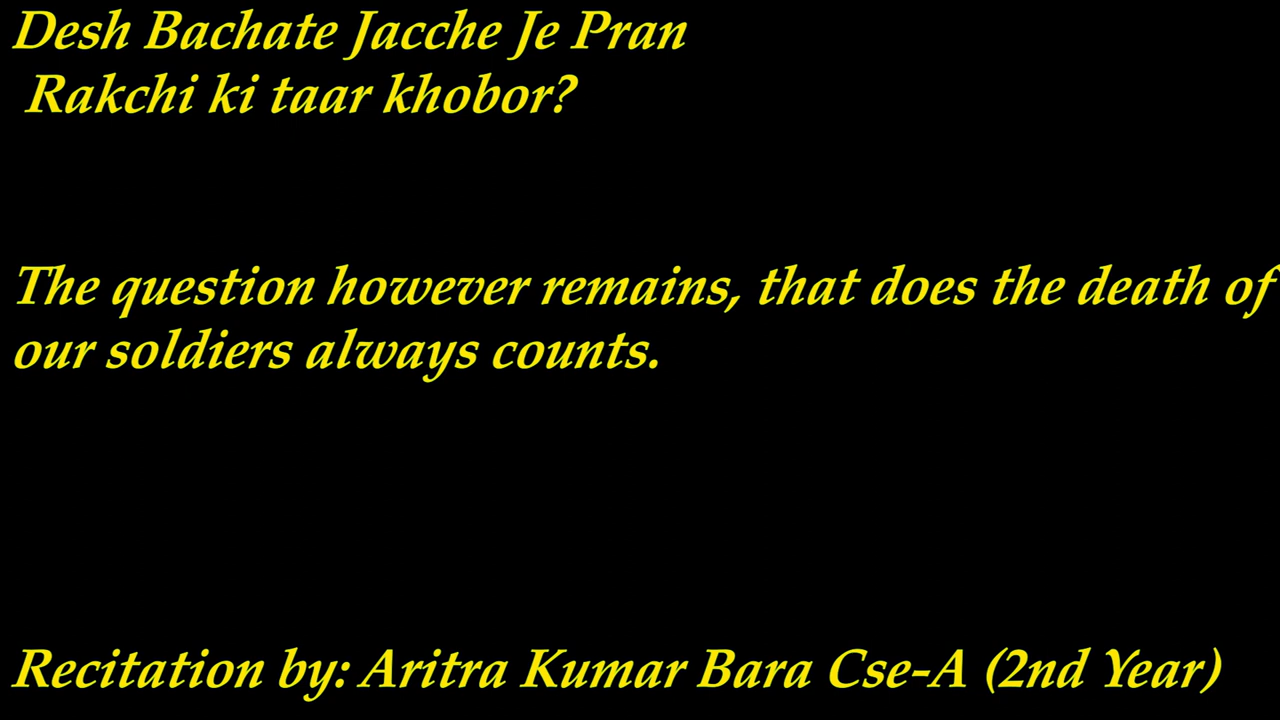 Desh Bachate Jacche Je Pran
Rakchi ki taar khobor?
The question however remains, that does the death of
our soldiers always counts.
Recitation by: Aritra Kumar Bara Cse-A (2nd Year)